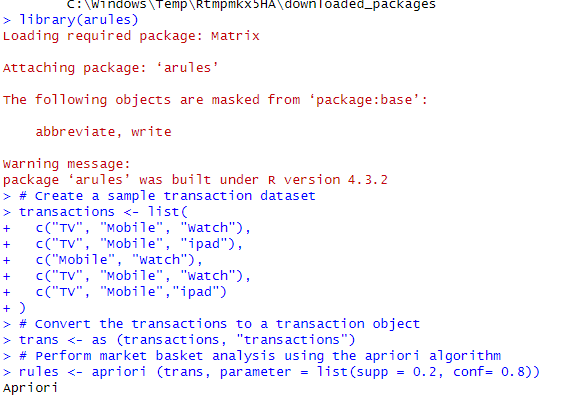 C:\Windows\Temp\Rtmpmkx5HA\downloaded_packages
> library(arules)
Loading required package: Matrix
Attaching package: ‘arules’
The following objects are masked from ‘package:base’:
abbreviate, write
Warning message:
package ‘arules’ was built under R version 4.3.2
> # Create a sample transaction dataset
> transactions <- list(
+   c("TV", "Mobile", "Watch"),
+   c("TV", "Mobile", "ipad"),
+   c("Mobile", "Watch"),
+   c("TV", "Mobile", "Watch"),
+   c("TV", "Mobile","ipad")
+ )
> # Convert the transactions to a transaction object
> trans <- as (transactions, "transactions")
> # Perform market basket analysis using the apriori algorithm
> rules <- apriori (trans, parameter = list(supp = 0.2, conf= 0.8))
Apriori